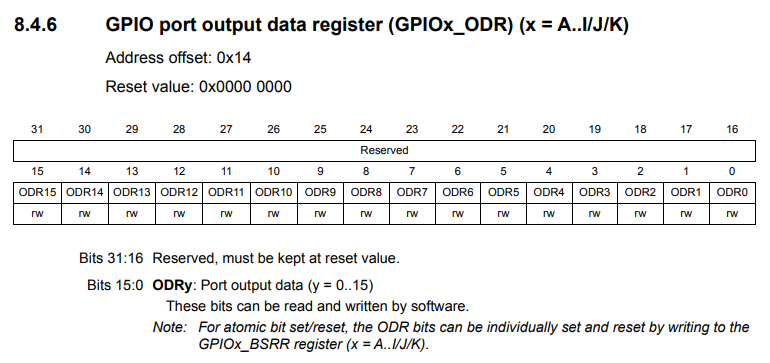 8.4.6 GPIO port output data register (GPIOx_ODR) (x = A..I/J/K)
Address offset: 0x14
Reset value: 0x0000 0000
31 30 29 28 27 26 25 24 23 22 21 20 19 18 17 16
Reserved
15 14 13 12 11 10 9 8 7 6 5 4 3 2 1 0
ODR15 ODR14 ODR13 ODR12 ODR11 ODR10 ODR9 ODR8 ODR7 ODR6 ODR5 ODR4 ODR3 ODR2 ODR1 ODR0
rw rw rw rw rw rw rw rw rw rw rw rw rw rw rw rw
Bits 31:16 Reserved, must be kept at reset value.
Bits 15:0 ODRy: Port output data (y = 0..15)
These bits can be read and written by software.
Note: For atomic bit set/reset, the ODR bits can be individually set and reset by writing to the
GPIOx_BSRR register (x = A..I/J/K).